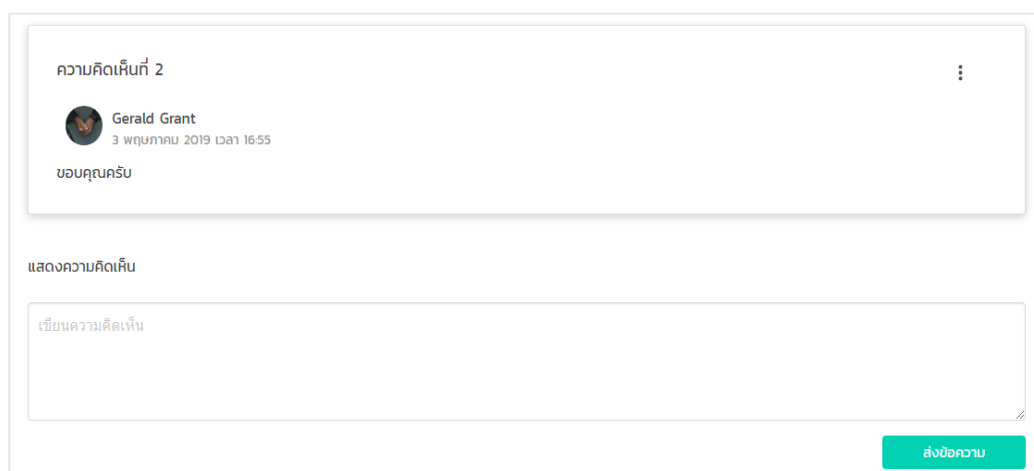 ความคิดเห็นที่ 2
Gerald Grant
3 พฤษภาคม 2019 เวลา 16:55
ขอบคุณครับ
แสดงความคิดเห็น
เขียนความคิดเห็น
ส่งข้อความ